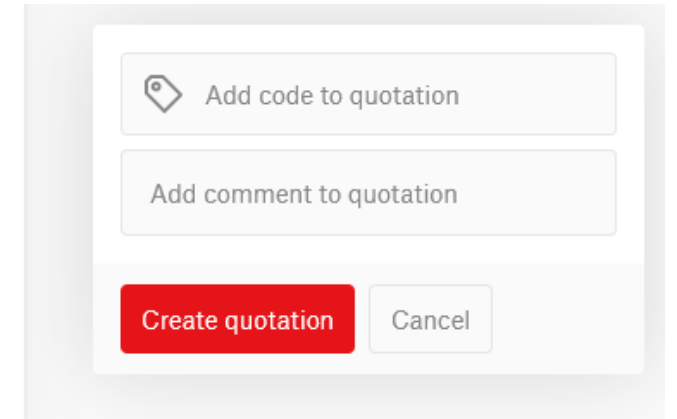 Add code to quotation
Add comment to quotation
Create quotation
Cancel